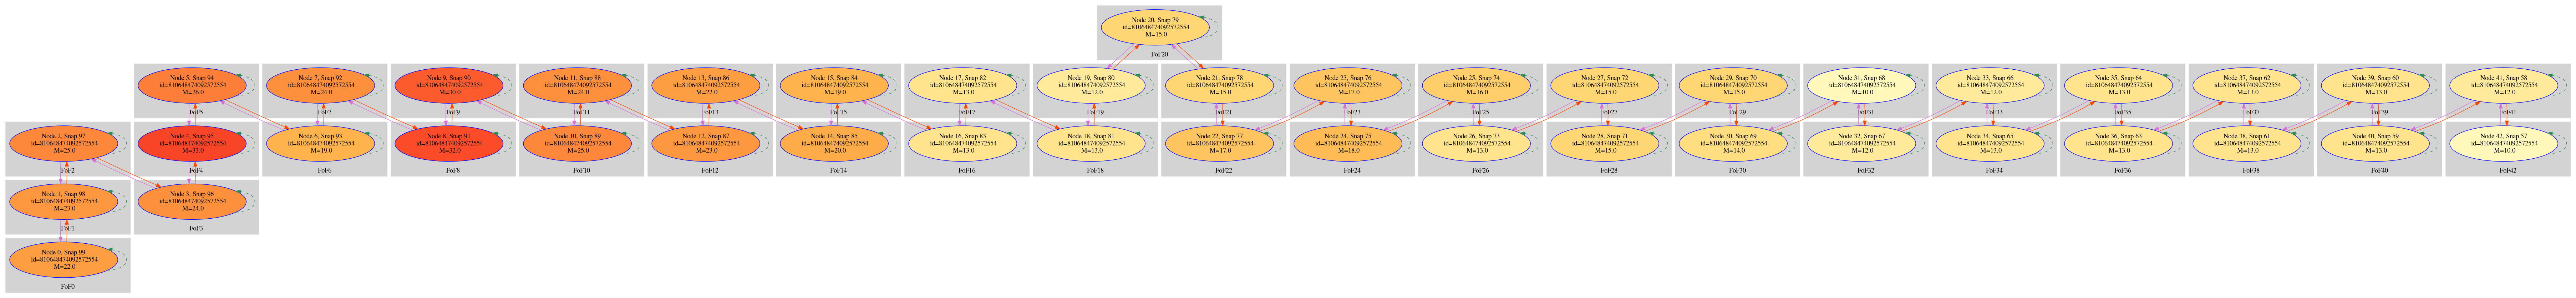 Node 20, Snap 79
id=810648474092572554
M=15.0
FoF20
Node 5, Snap 94
id=810648474092572554
M=26.0
FoF5
Node 7, Snap 92
id=810648474092572554
M=24.0
FoF7
Node 9, Snap 90
id=810648474092572554
M=30.0
FoF9
Node 11, Snap 88
id=810648474092572554
M=24.0
FoF11
Node 13, Snap 86
id=810648474092572554
M=22.0
FoF13
Node 15, Snap 84
id=810648474092572554
M=19.0
FoF15
Node 17, Snap 82
id=810648474092572554
M=13.0
FoF17
Node 19, Snap 80
id=810648474092572554
M=12.0
FoF19
Node 21, Snap 78
id=810648474092572554
M=15.0
FoF21
Node 23, Snap 76
id=810648474092572554
M=17.0
FoF23
Node 25, Snap 74
id=810648474092572554
M=16.0
FoF25
Node 27, Snap 72
id=810648474092572554
M=15.0
FoF27
Node 29, Snap 70
id=810648474092572554
M=15.0
FoF29
Node 31, Snap 68
id=810648474092572554
M=10.0
FoF31
Node 33, Snap 66
id=810648474092572554
M=12.0
FoF33
Node 35, Snap 64
id=810648474092572554
M=13.0
FoF35
Node 37, Snap 62
id=810648474092572554
M=13.0
FoF37
Node 39, Snap 60
id=810648474092572554
M=13.0
FoF39
Node 41, Snap 58
id=810648474092572554
M=12.0
FoF41
Node 2, Snap 97
id=810648474092572554
M=25.0
FoF2
Node 4, Snap 95
id=810648474092572554
M=33.0
FoF4
Node 6, Snap 93
id=810648474092572554
M=19.0
FoF6
Node 8, Snap 91
id=810648474092572554
M=32.0
FoF8
Node 10, Snap 89
id=810648474092572554
M=25.0
FoF10
Node 12, Snap 87
id=810648474092572554
M=23.0
FoF12
Node 14, Snap 85
id=810648474092572554
M=20.0
FoF14
Node 16, Snap 83
id=810648474092572554
M=13.0
FoF16
Node 18, Snap 81
id=810648474092572554
M=13.0
FoF18
Node 22, Snap 77
id=810648474092572554
M=17.0
FoF22
Node 24, Snap 75
id=810648474092572554
M=18.0
FoF24
Node 26, Snap 73
id=810648474092572554
M=13.0
FoF26
Node 28, Snap 71
id=810648474092572554
M=15.0
FoF28
Node 30, Snap 69
id=810648474092572554
M=14.0
FoF30
Node 32, Snap 67
id=810648474092572554
M=12.0
FoF32
Node 34, Snap 65
id=810648474092572554
M=13.0
FoF34
Node 36, Snap 63
id=810648474092572554
M=13.0
FoF36
Node 38, Snap 61
id=810648474092572554
M=13.0
FoF38
Node 40, Snap 59
id=810648474092572554
M=13.0
FoF40
Node 42, Snap 57
id=810648474092572554
M=10.0
FoF42
Node 1, Snap 98
id=810648474092572554
M=23.0
FoF1
Node 3, Snap 96
id=810648474092572554
M=24.0
FoF3
Node 0, Snap 99
id=810648474092572554
M=22.0
FoF0